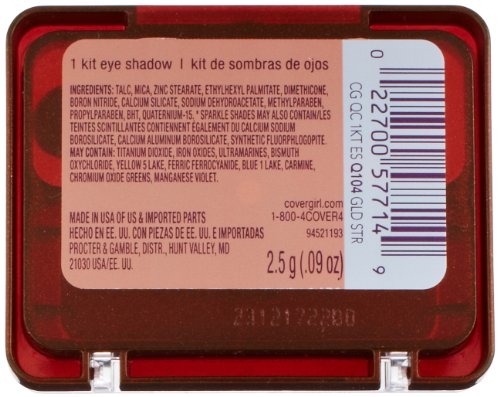 1 kit eye shadow | kit de sombras de ojos
INGREDIENTS: TALC, MICA, ZINC STEARATE, ETHYLHEXYL PALMITATE, DIMETHICONE,
BORON NITRIDE, CALCIUM SILICATE, SODIUM DEHYDROACETATE, METHYLPARABEN,
PROPYLPARABEN, BHT, QUATERNIUM-15. * SPARKLE SHADES MAY ALSO CONTAIN/LES
TEINTES SCINTILLANTES CONTIENNENT ÉGALEMENT DU CALCIUM SODIUM
BOROSILICATE, CALCIUM ALUMINUM BOROSILICATE, SYNTHETIC FLUORPHLOGOPITE.
MAY CONTAIN: TITANIUM DIOXIDE, IRON OXIDES, ULTRAMARINES, BISMUTH
OXYCHLORIDE, YELLOW 5 LAKE, FERRIC FERROCYANIDE, BLUE 1 LAKE, CARMINE,
CHROMIUM OXIDE GREENS, MANGANESE VIOLET.
covergirl.com
MADE IN USA OF US & IMPORTED PARTS 1-800-4COVER4
HECHO EN EE. UU. CON PIEZAS DE EE. UU. E IMPORTADAS 94521193
PROCTER & GAMBLE, DISTR., HUNT VALLEY, MD
21030 USA/EE. UU.
2.5 g (.09 oz)
0 22700 57714 9
CG QC 1KT ES Q104 GLD STR